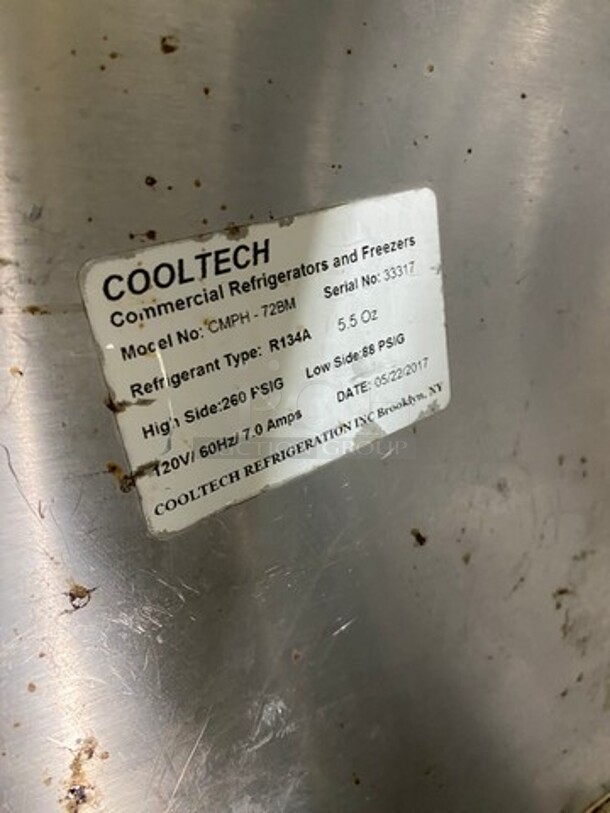 COOLTECH
Commercial Refrigerators and Freezers
Model No: CMPH - 72BM Serial No: 33317
Refrigerant Type: R134A 5.5 Oz
High Side:260 PSIG Low Side:88 PSIG
120V/ 60Hz/ 7.0 Amps DATE: 05/22/2017
COOLTECH REFRIGERATION INC Brooklyn, NY
AUCTION GROUP